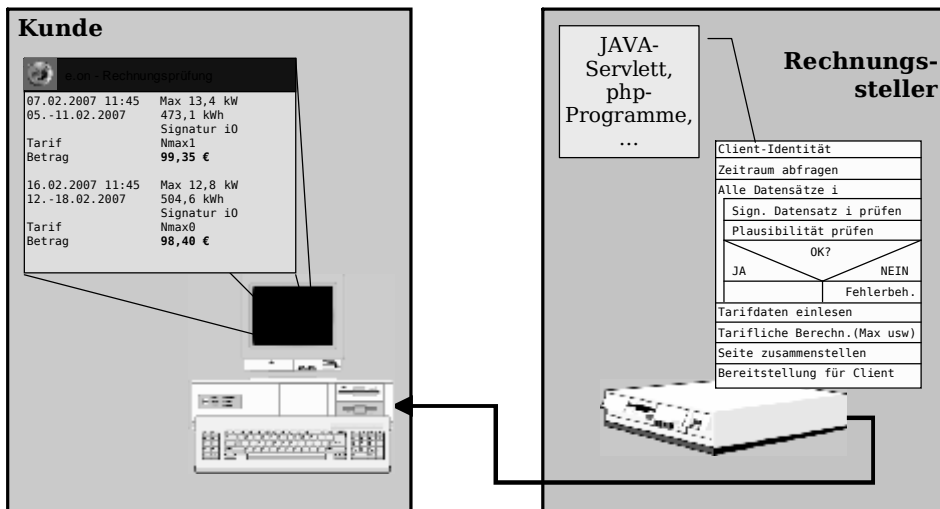 Kunde
e.on - Rechnungsprüfung
07.02.2007 11:45 Max 13,4 kW
05.-11.02.2007 473,1 kWh
Signatur iO
Tarif Nmax1
Betrag 99,35 €
16.02.2007 11:45 Max 12,8 kW
12.-18.02.2007 504,6 kWh
Signatur iO
Tarif Nmax0
Betrag 98,40 €
JAVA-
Servlett,
php-
Programme,
...
Rechnungs-
steller
Client-Identität
Zeitraum abfragen
Alle Datensätze i
Sign. Datensatz i prüfen
Plausibilität prüfen
OK?
JA NEIN
Fehlerbeh.
Tarifdaten einlesen
Tarifliche Berechn.(Max usw)
Seite zusammenstellen
Bereitstellung für Client